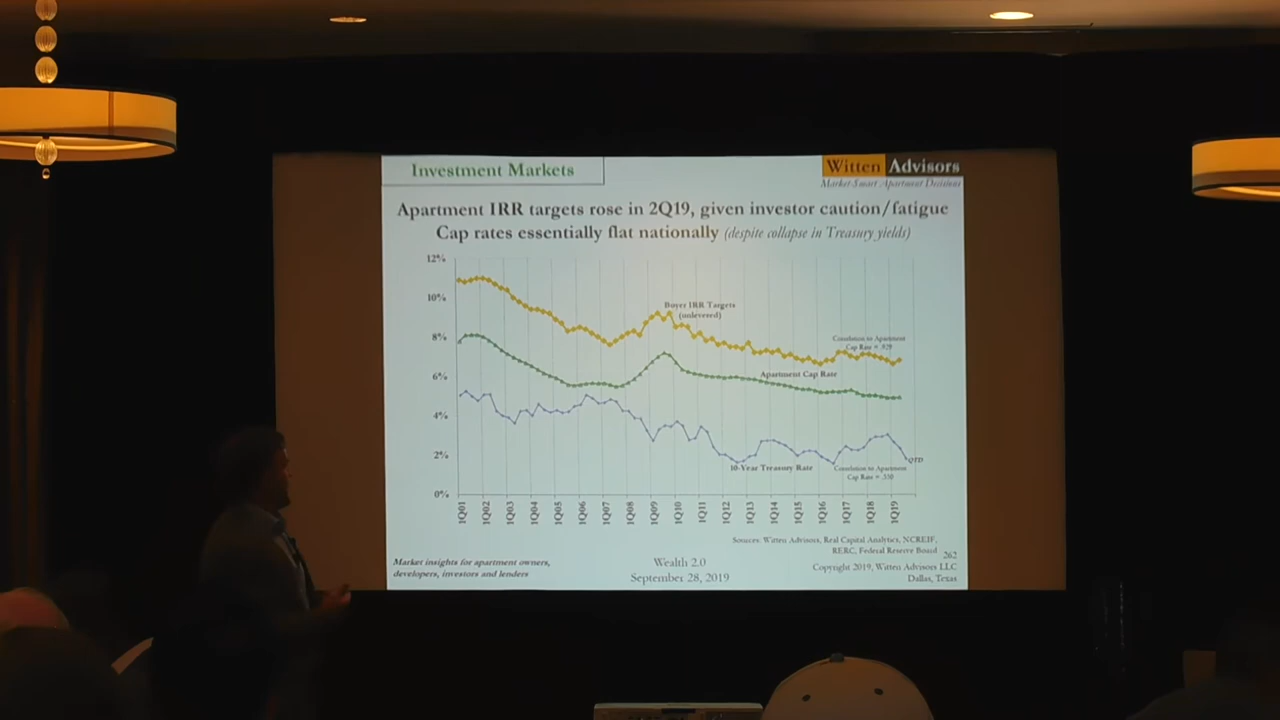 Investment Markets
Witten Advisors
Market-Smart Apartment Decisions
Apartment IRR targets rose in 2Q19, given investor caution/fatigue
Cap rates essentially flat nationally (despite collapse in Treasury yields)
12%
10%
8%
6%
4%
2%
0%
Buyer IRR Targets
(unlevered)
Correlation to Apartment
Cap Rate = .929
Apartment Cap Rate
10-Year Treasury Rate
QTD
Correlation to Apartment
Cap Rate =
1Q01
1Q02
1Q03
1Q04
1Q05
1Q06
1Q07
1Q08
1Q09
1Q10
1Q11
1Q12
1Q13
1Q14
1Q15
1Q16
1Q17
1Q18
1Q19
Sources: Witten Advisors, Real Capital Analytics, NCREIF,
RERC, Federal Reserve Board
262
Market insights for apartment owners,
developers, investors and lenders
Wealth 2.0
September 28, 2019
Copyright 2019, Witten Advisors LLC
Dallas, Texas